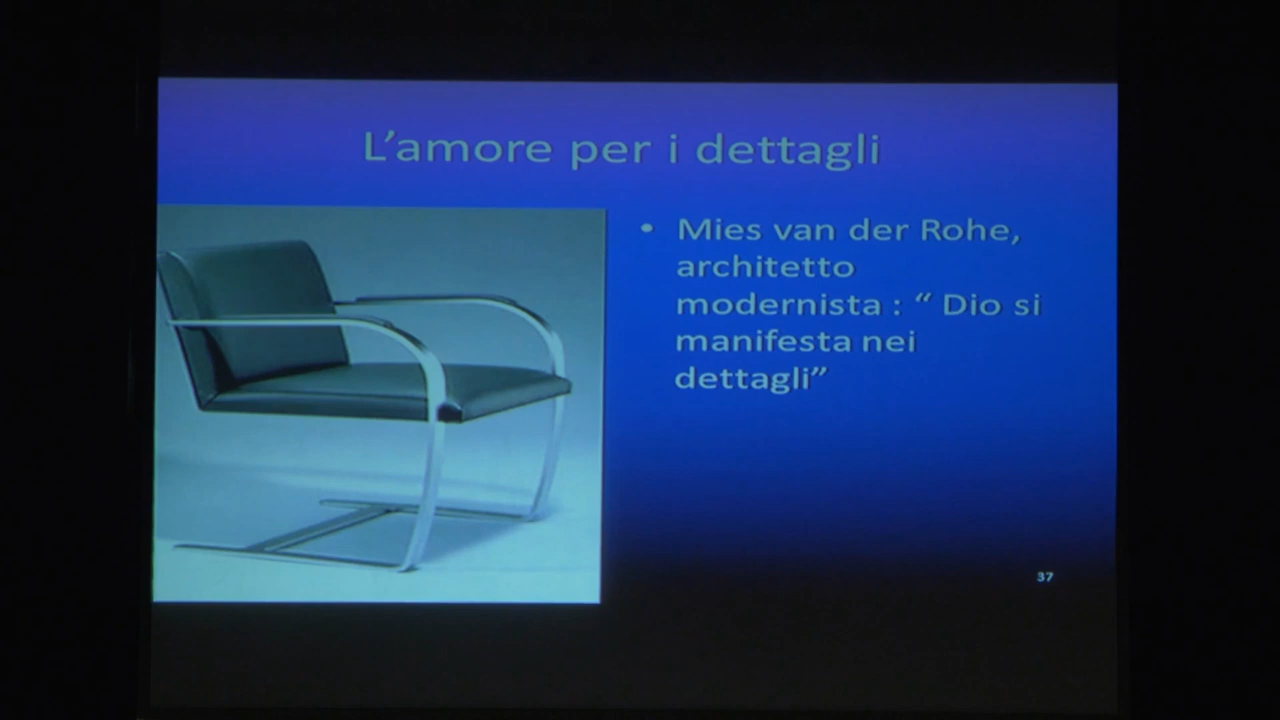 L’amore per i dettagli
• Mies van der Rohe,
architetto
modernista : “ Dio si
manifesta nei
dettagli”
37